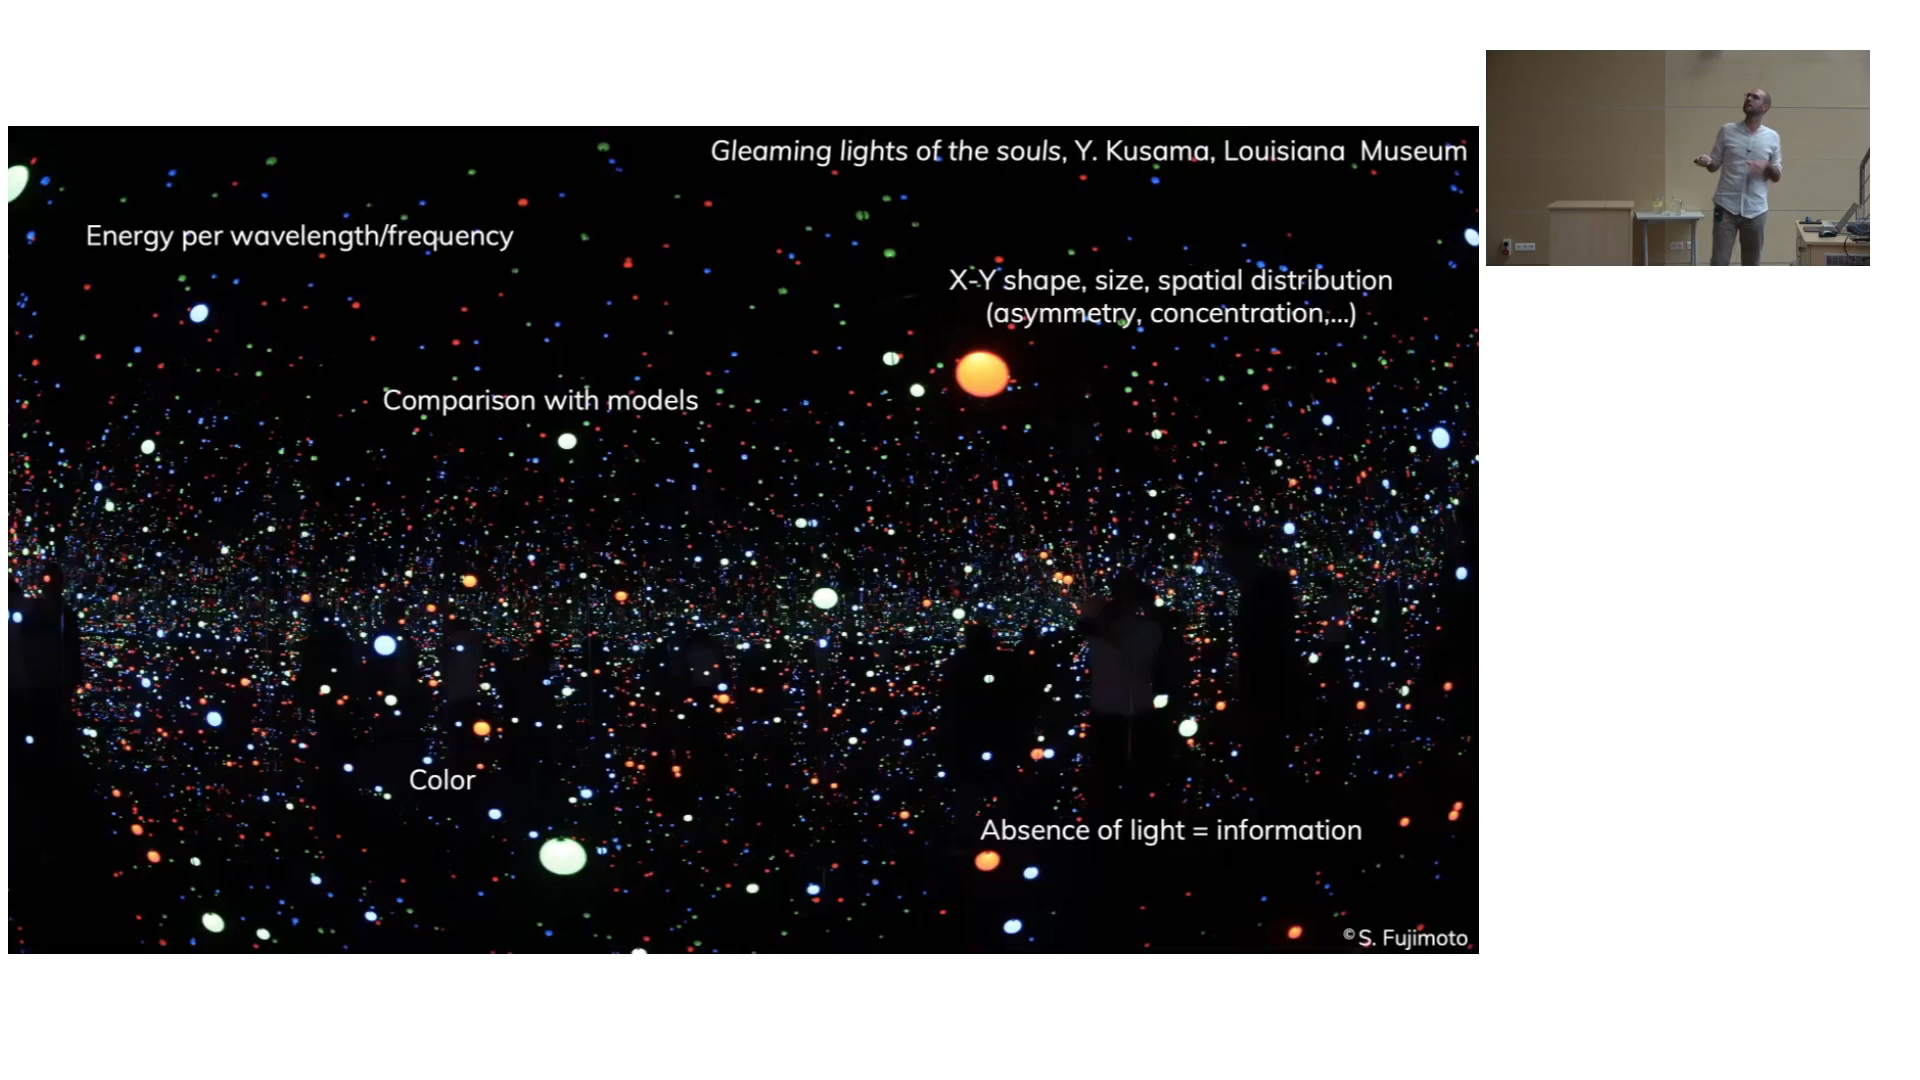 Gleaming lights of the souls, Y. Kusama, Louisiana Museum
Energy per wavelength/frequency
X-Y shape, size, spatial distribution
(asymmetry, concentration,...)
Comparison with models
Color
Absence of light = information
© S. Fujimoto